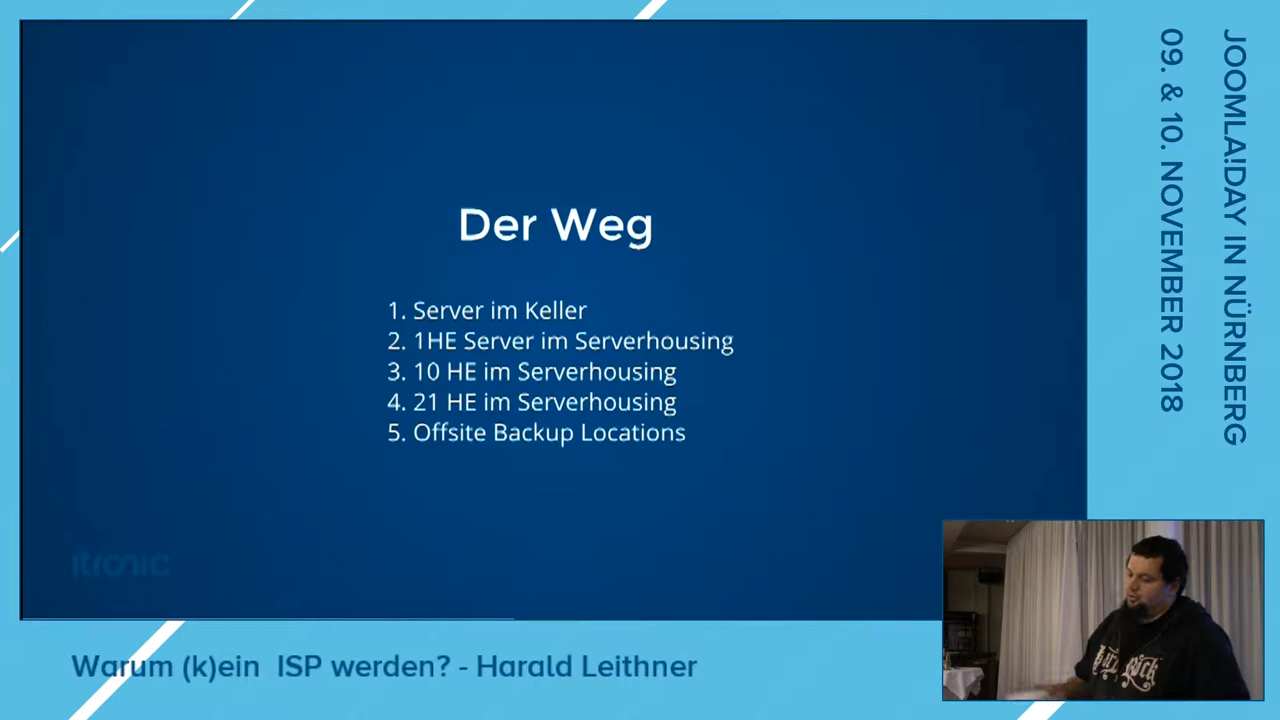 Der Weg
1. Server im Keller
2. 1HE Server im Serverhousing
3. 10 HE im Serverhousing
4. 21 HE im Serverhousing
5. Offsite Backup Locations
itronic
Warum (k)ein ISP werden? - Harald Leithner
JOOMLA!DAY IN NÜRNBERG
09. & 10. NOVEMBER 2018